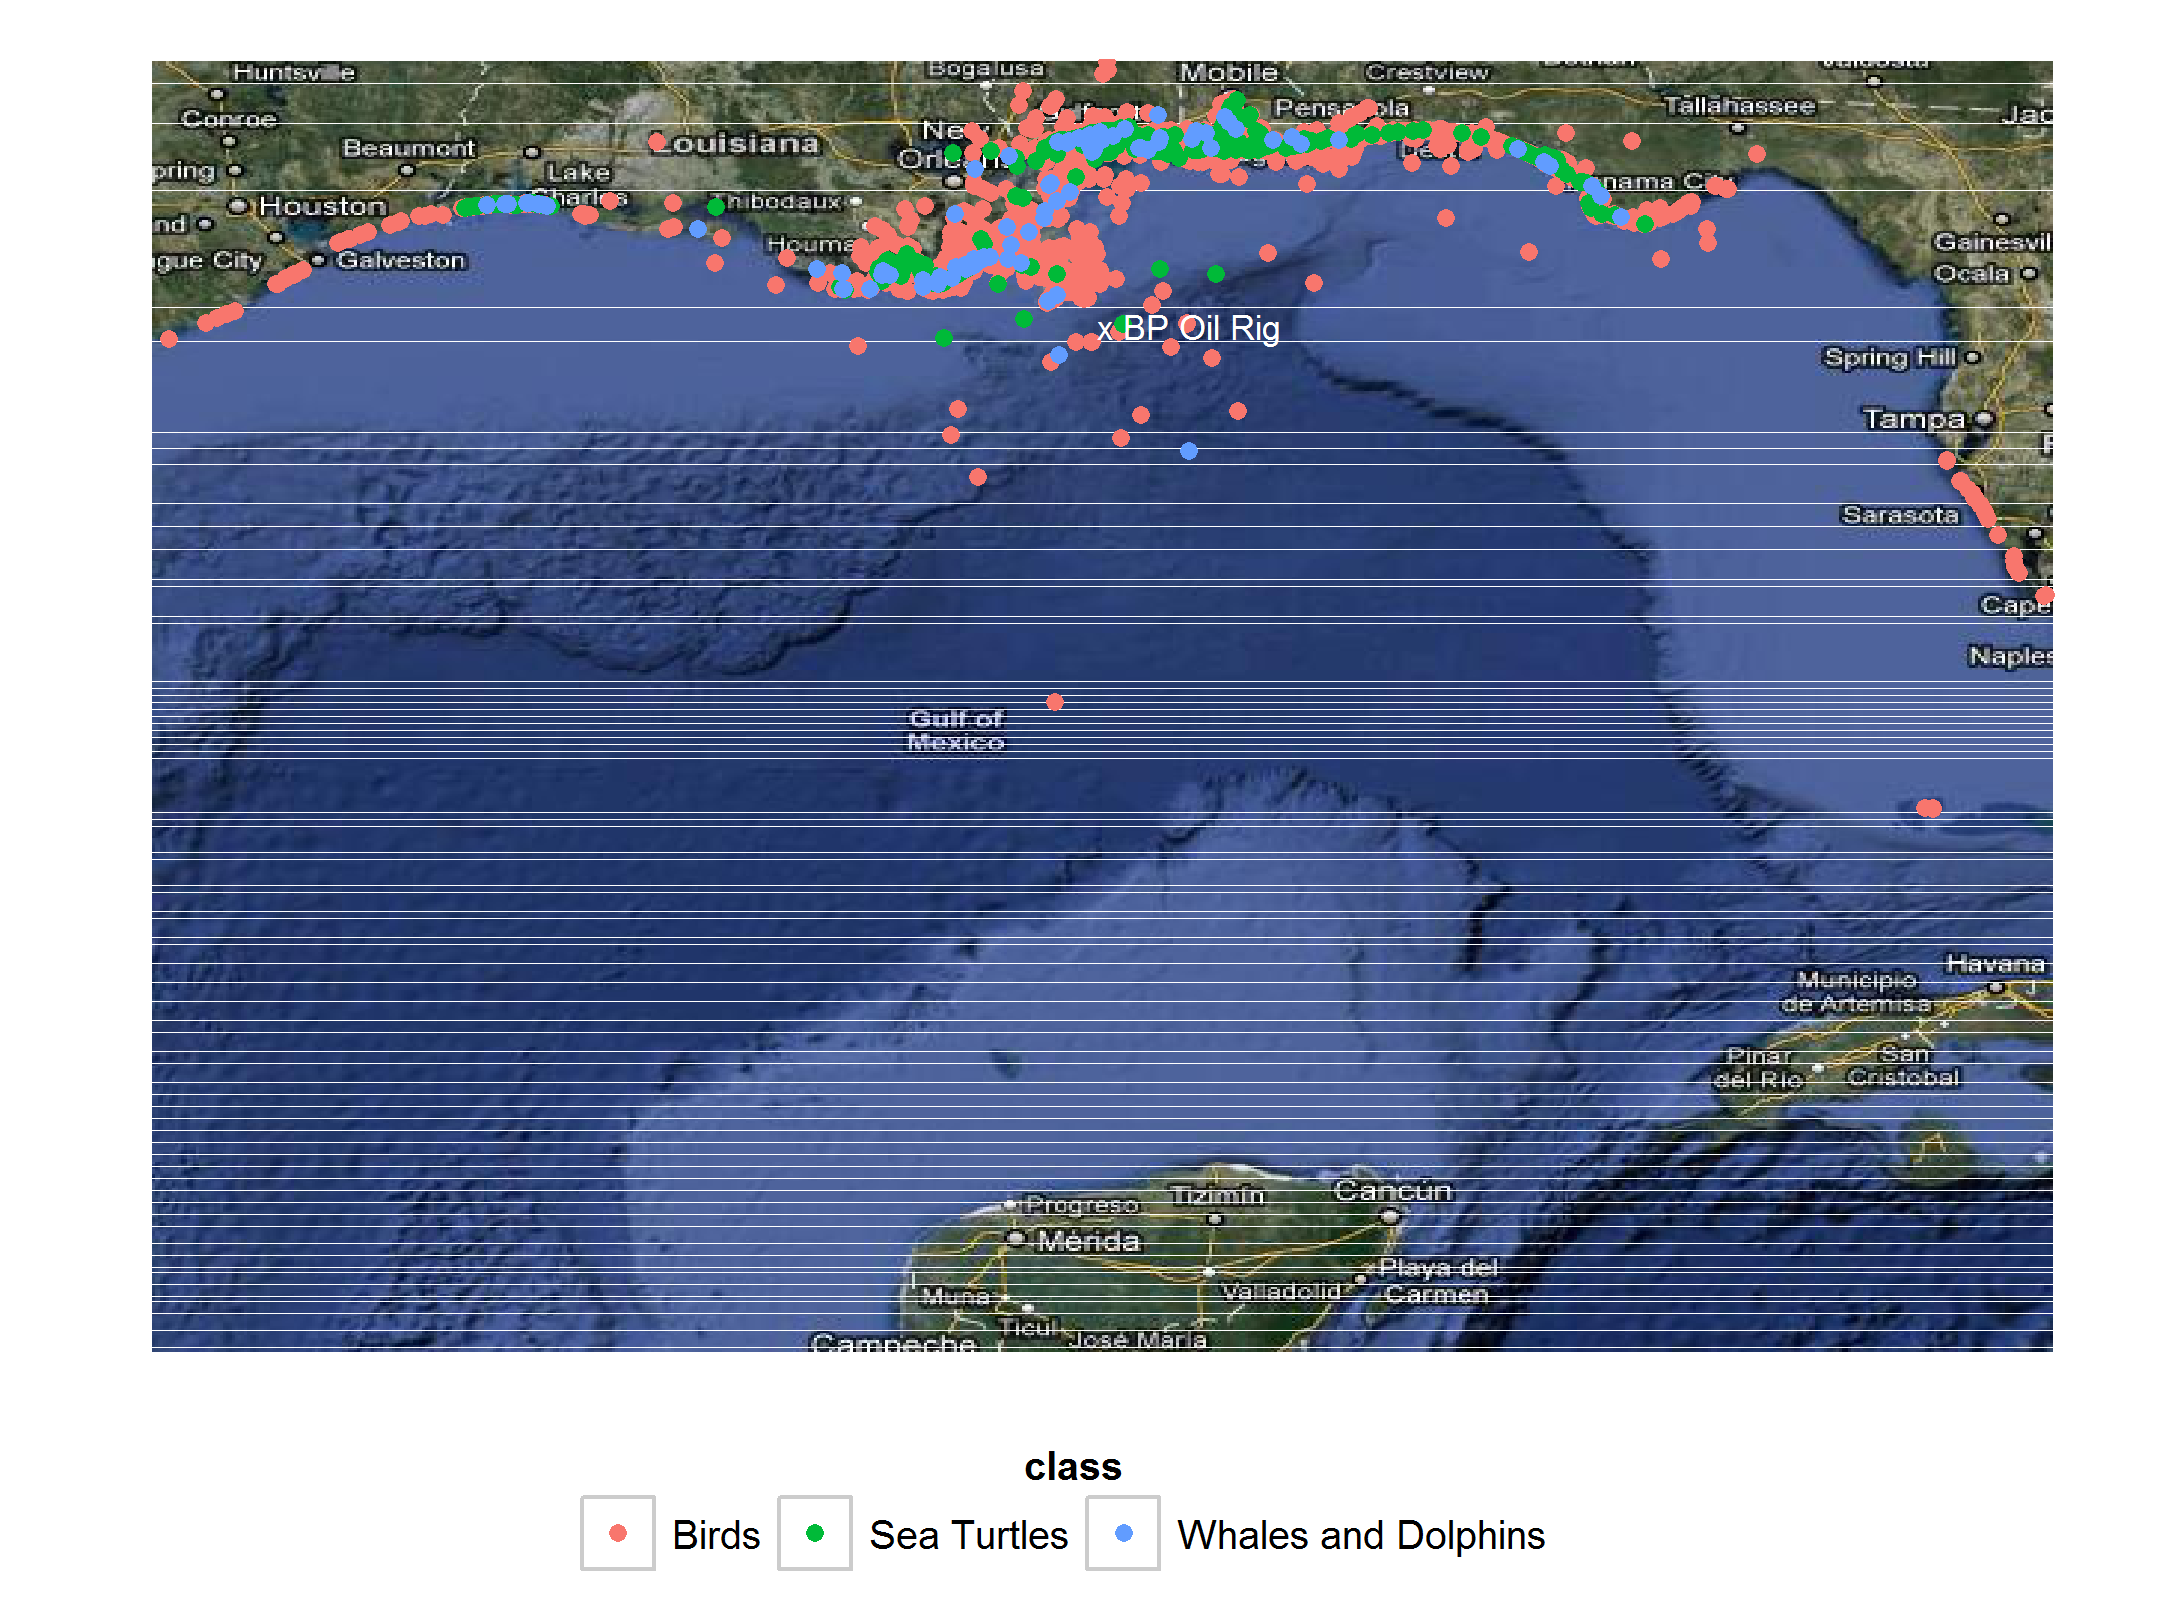 Huntsville
Bogalusa
Mobile
Crestview
Conroe
Pensacola
Tallahassee
Jac
Beaumont
Louisiana
New
Orleans
pring
Lake
Charles
Panama City
Houston
Thibodaux
nd
Houma
Gainesvil
gue City
Galveston
Ocala
x BP Oil Rig
Spring Hill
Tampa
Sarasota
Cape
Naples
Gulf of
Mexico
Havana
Municipio
de Artemisa
Pinar
del Rio
San
Cristobal
Progreso
Tizimín
Cancún
Mérida
Playa del
Carmen
Muna
Valladolid
Ticul
José María
Campeche
class
Birds
Sea Turtles
Whales and Dolphins